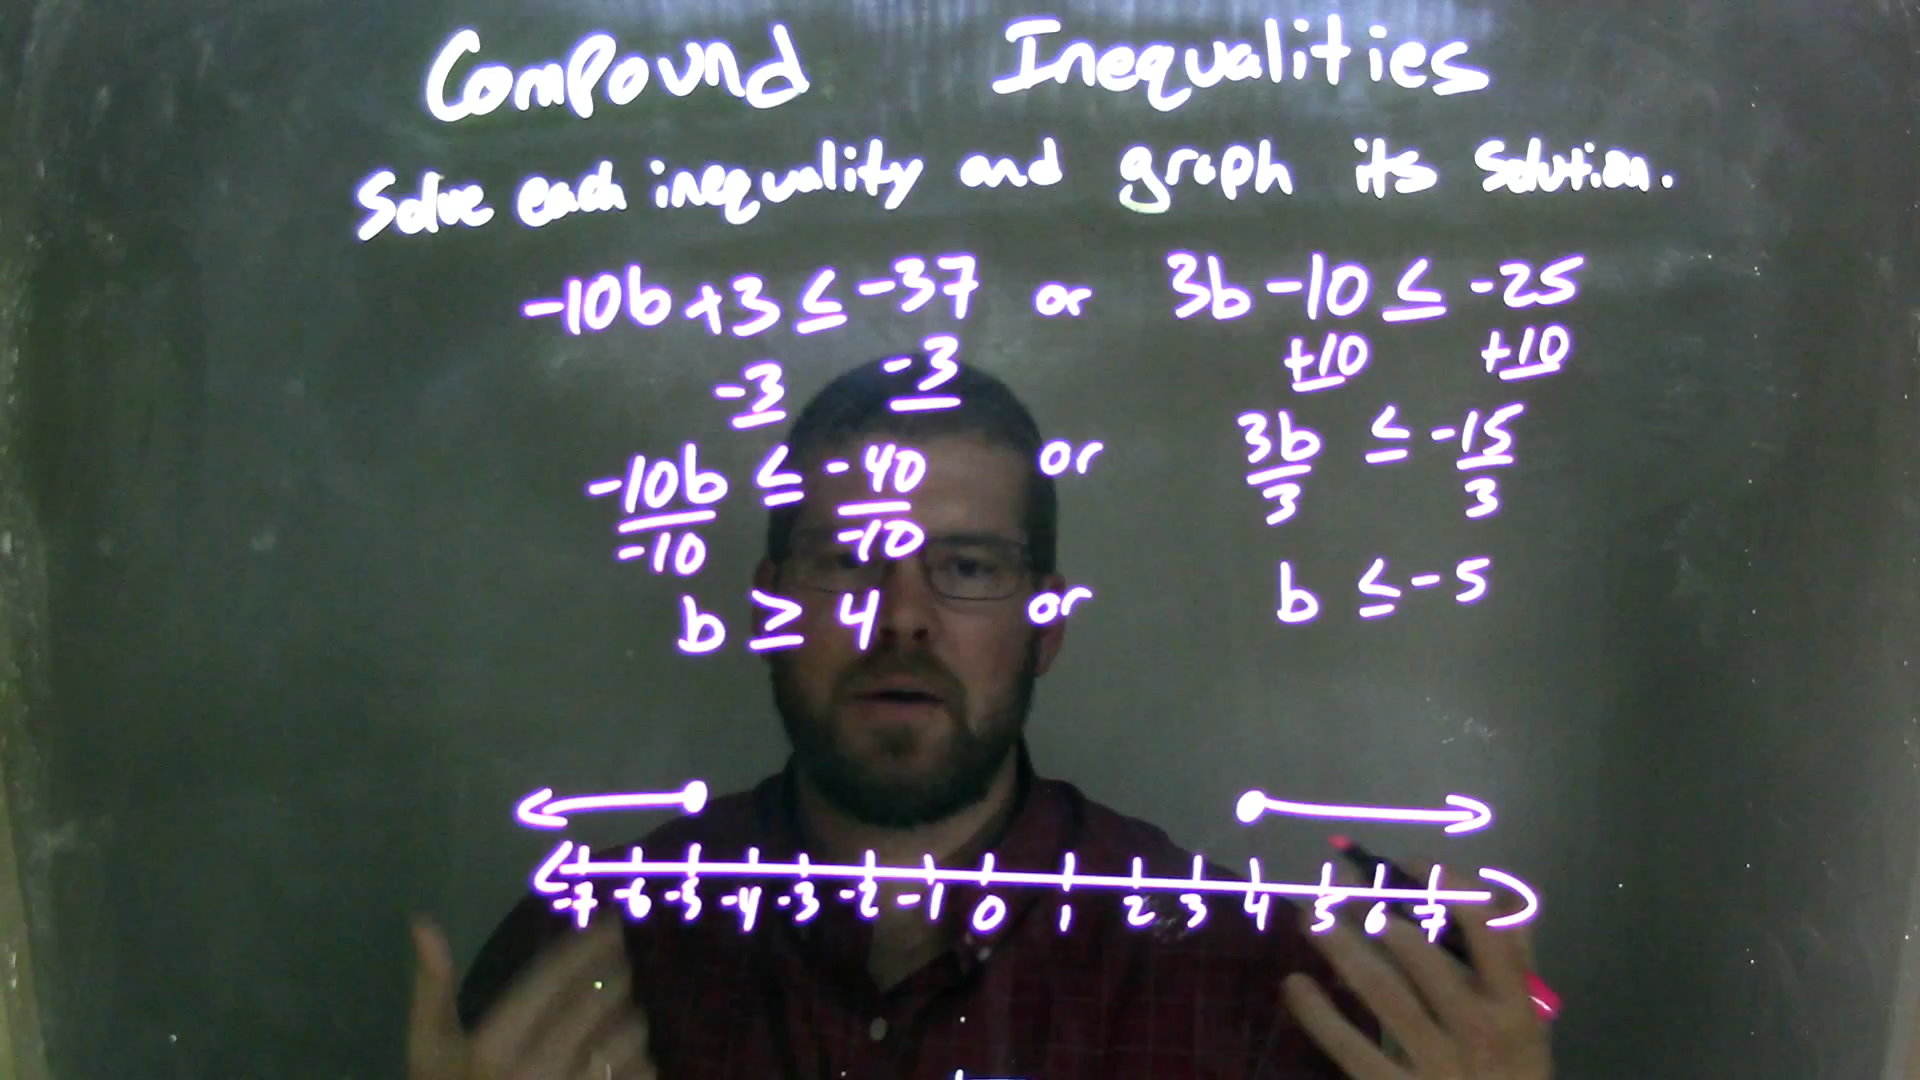 Compound Inequalities
Solve each inequality and graph its solution.
-10b +3 ≤ -37 or 3b -10 ≤ -25
-3 -3 +10 +10
-10b ≤ -40 or 3b ≤ -15
-10 -10 3 3
b ≥ 4 or b ≤ -5
-7 -6 -5 -4 -3 -2 -1 0 1 2 3 4 5 6 7